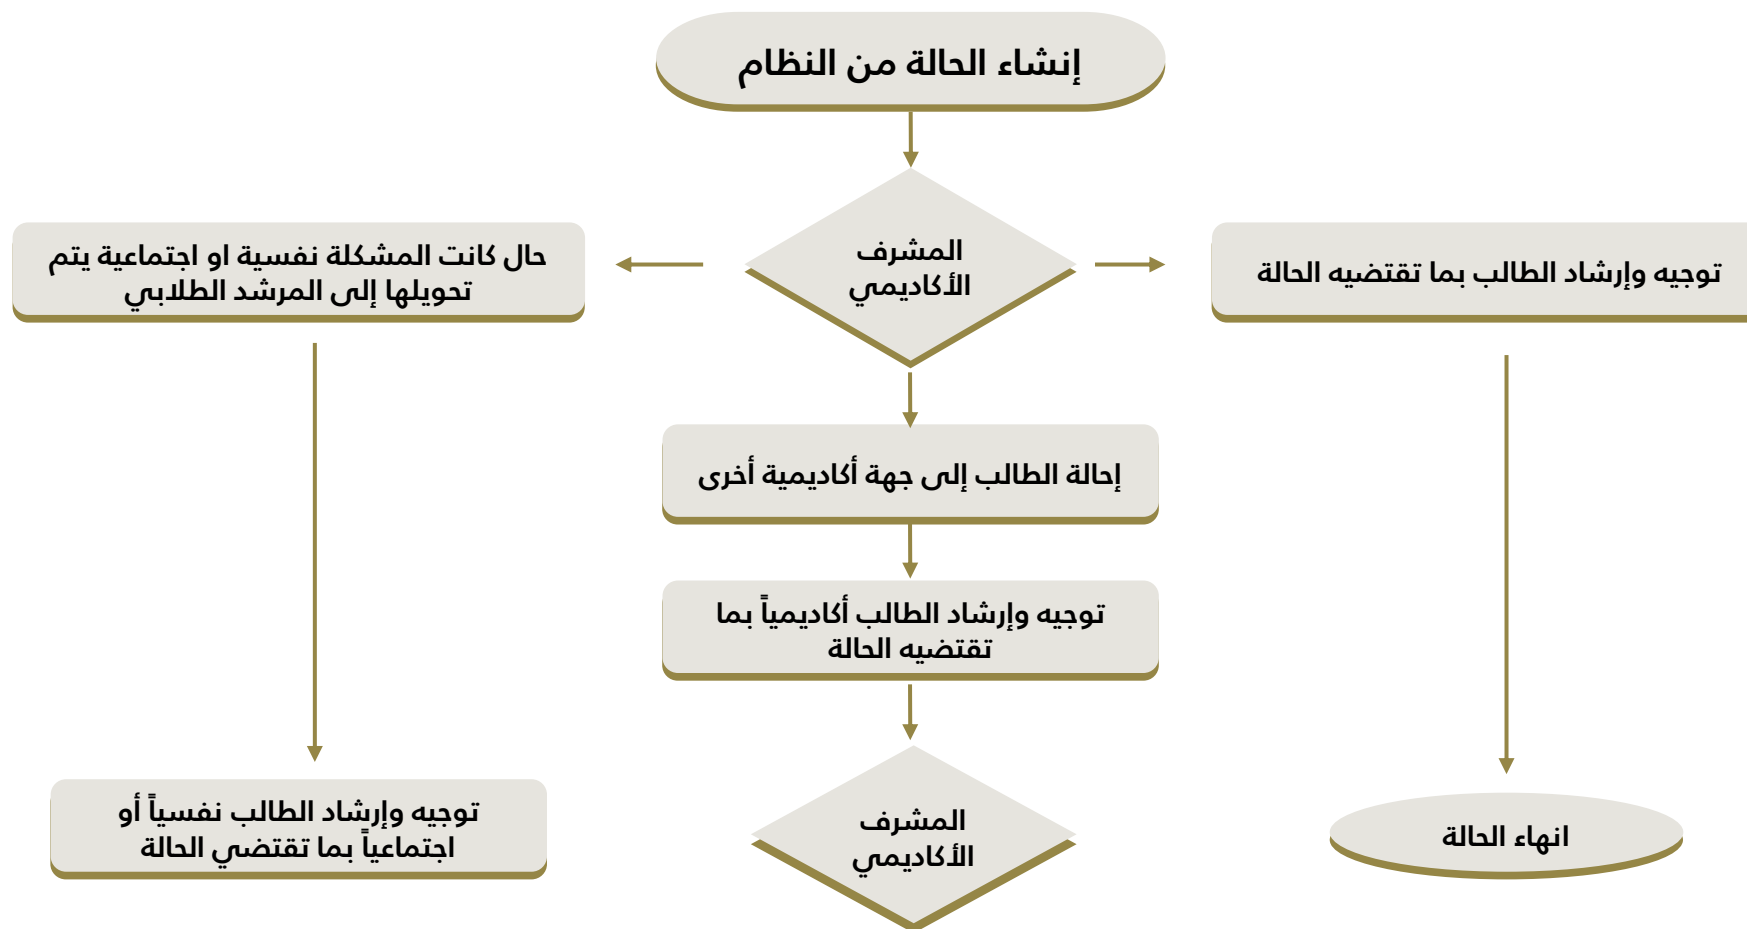 إنشاء الحالة من النظام
المشرف
الأكاديمي
توجيه وإرشاد الطالب بما تقتضيه الحالة
حال كانت المشكلة نفسية او اجتماعية يتم
تحويلها إلى المرشد الطلابي
إحالة الطالب إلى جهة أكاديمية أخرى
توجيه وإرشاد الطالب أكاديمياً بما
تقتضيه الحالة
انهاء الحالة
المشرف
الأكاديمي
توجيه وإرشاد الطالب نفسياً أو
اجتماعياً بما تقتضي الحالة